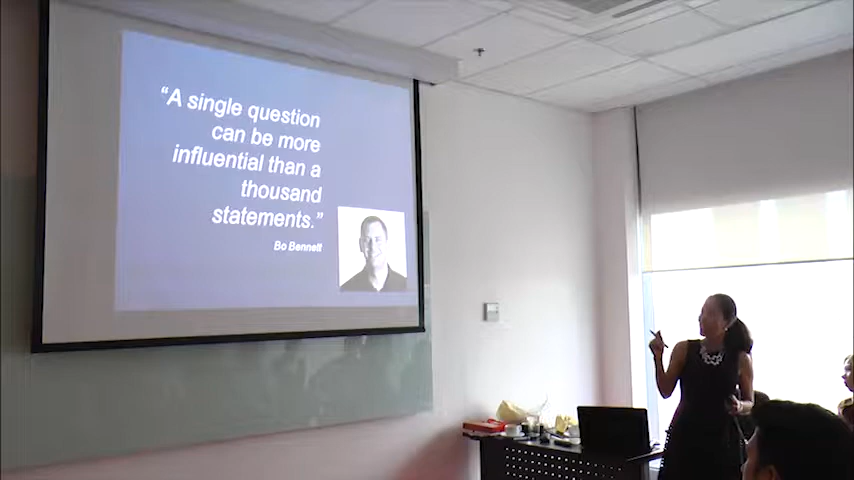 “A single question
can be more
influential than a
thousand
statements.”
Bo Bennett